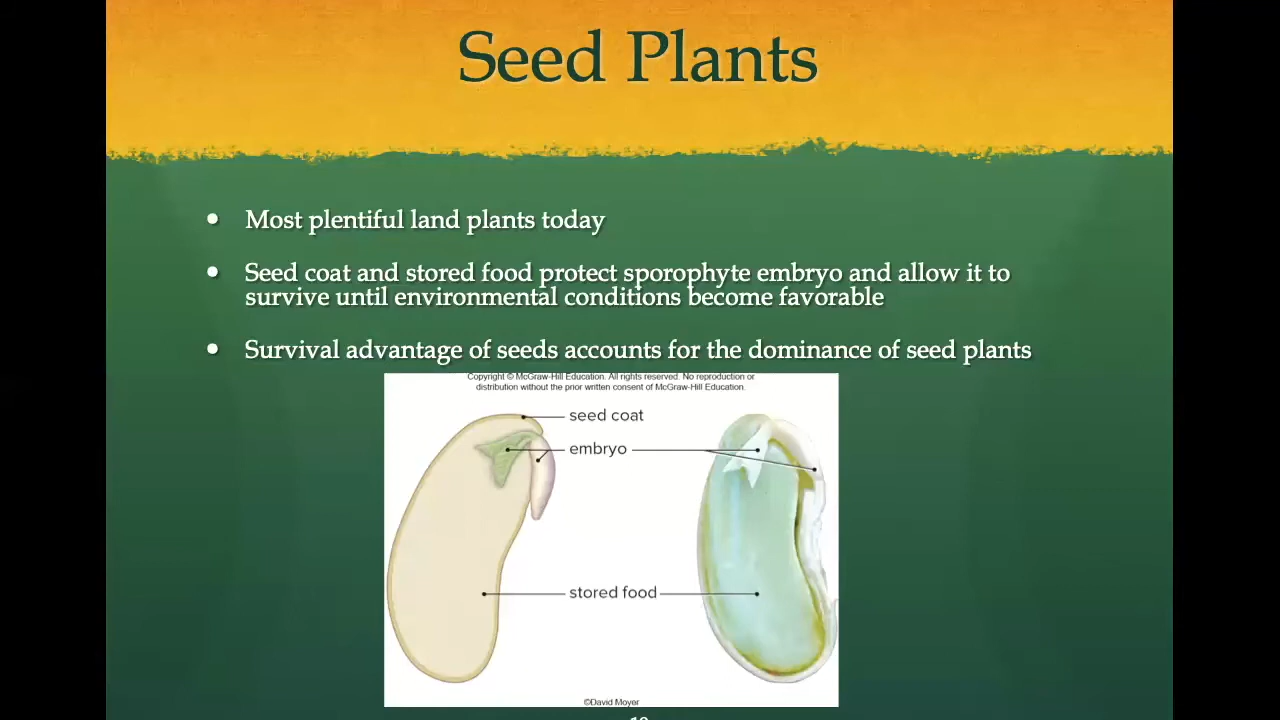 Seed Plants
• Most plentiful land plants today
• Seed coat and stored food protect sporophyte embryo and allow it to
survive until environmental conditions become favorable
• Survival advantage of seeds accounts for the dominance of seed plants
Copyright © McGraw-Hill Education. All rights reserved. No reproduction or
distribution without the prior written consent of McGraw-Hill Education.
seed coat
embryo
stored food
©David Moyer